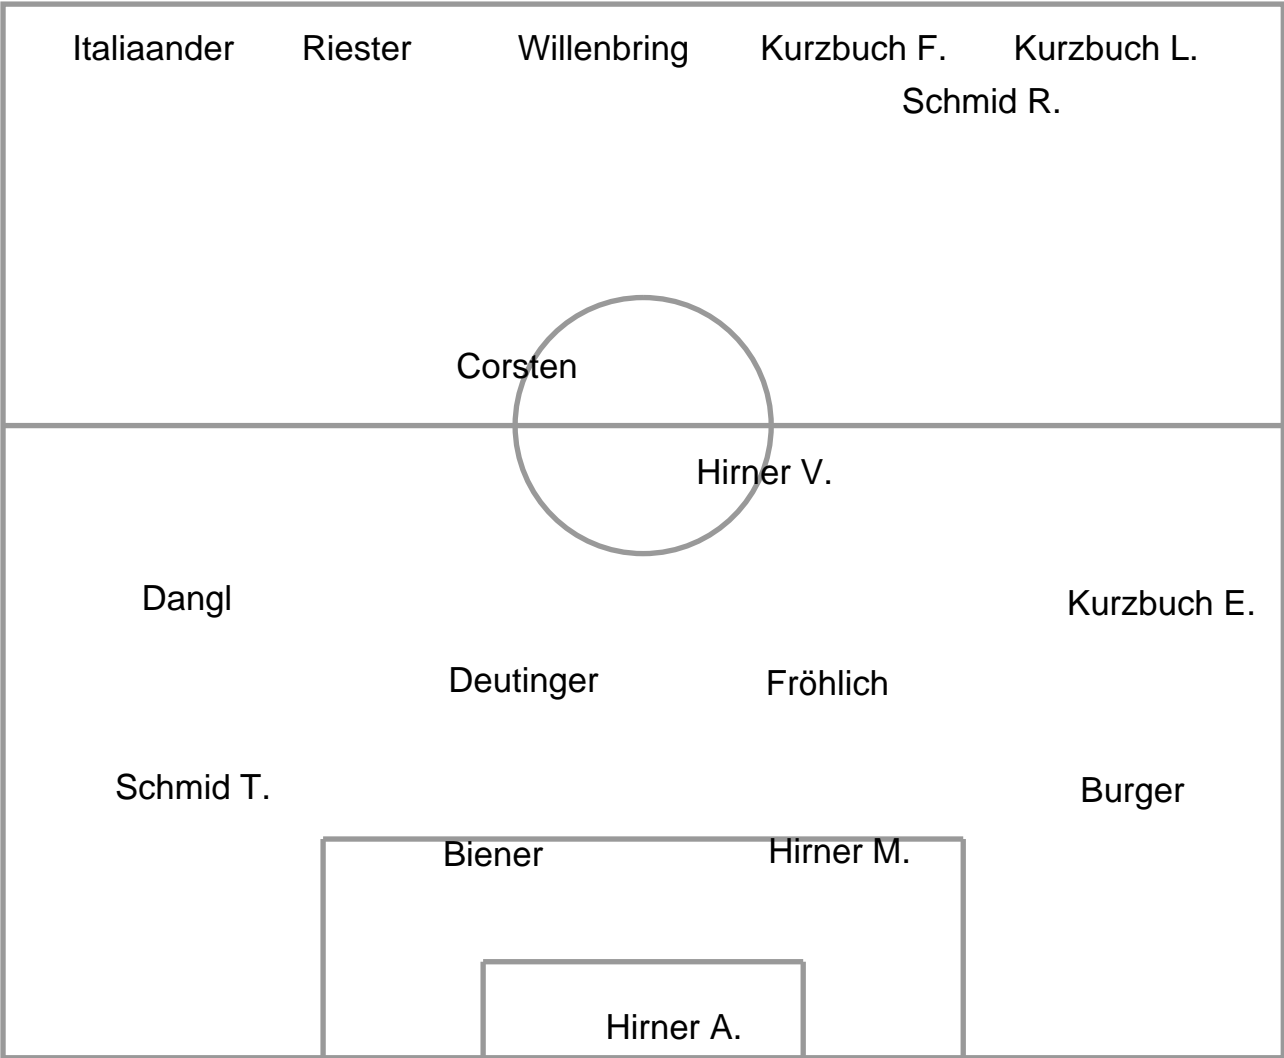 Italiaander Riester Willenbring Kurzbuch F. Kurzbuch L.
Schmid R.
Corsten
Hirner V.
Dangl Kurzbuch E.
Deutinger Fröhlich
Schmid T. Burger
Biener Hirner M.
Hirner A.